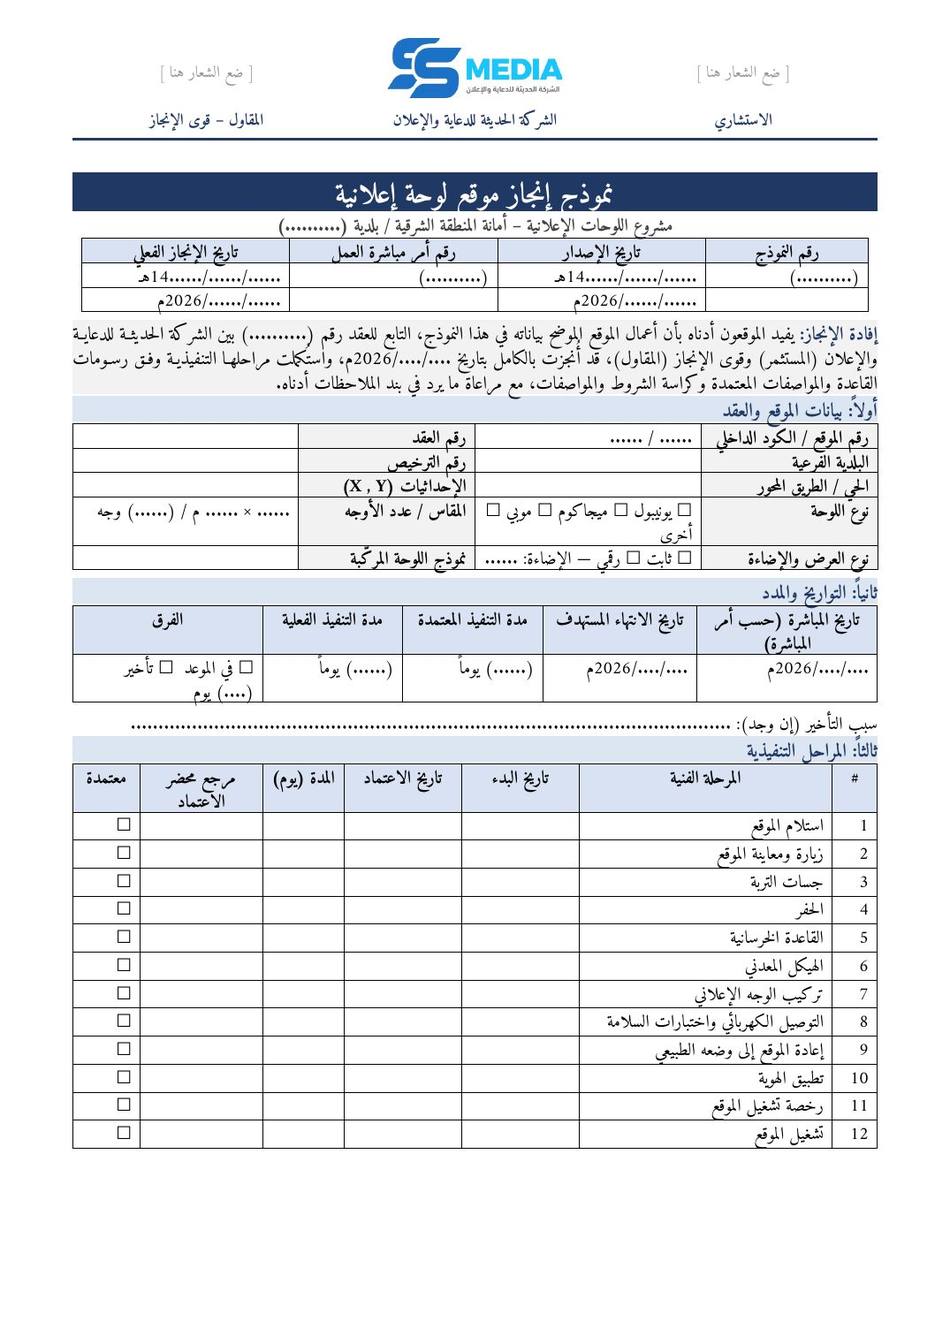 [ ضع الشعار هنا ]
MEDIA
الشركة الحديثة للدعاية والإعلان
[ ضع الشعار هنا ]
الاستشاري
الشركة الحديثة للدعاية والإعلان
المقاول – قوى الإنجاز
نموذج إنجاز موقع لوحة إعلانية
مشروع اللوحات الإعلانية – أمانة المنطقة الشرقية / بلدية (..........)
رقم النموذج | تاريخ الإصدار | رقم أمر مباشرة العمل | تاريخ الإنجاز الفعلي
(..........) | ....../....../......14هـ | (..........) | ....../....../......14هـ
....../....../2026م | ....../....../2026م
إفادة الإنجاز: يفيد الموقعون أدناه بأن أعمال الموقع الموضح بياناته في هذا النموذج، التابع للعقد رقم (..........) بين الشركة الحديثة للدعاية
والإعلان (المستثمر) وقوى الإنجاز (المقاول)، قد أُنجزت بالكامل بتاريخ ..../..../2026م، واستكملت مراحلها التنفيذية وفق رسومات
القاعدة والمواصفات المعتمدة وكراسة الشروط والمواصفات، مع مراعاة ما يرد في بند الملاحظات أدناه.
أولاً: بيانات الموقع والعقد
رقم الموقع / الكود الداخلي | ...... / ...... | رقم العقد
البلدية الفرعية | رقم الترخيص
الحي / الطريق المحور | الإحداثيات (X , Y)
نوع اللوحة | ☐ يونيبول ☐ ميجاكوم ☐ موبي ☐ | المقاس / عدد الأوجه | ...... × ...... م / (......) وجه
أخرى
نوع العرض والإضاءة | ☐ ثابت ☐ رقمي — الإضاءة: ...... | نموذج اللوحة المركّبة
ثانياً: التواريخ والمدد
تاريخ المباشرة (حسب أمر | تاريخ الانتهاء المستهدف | مدة التنفيذ المعتمدة | مدة التنفيذ الفعلية | الفرق
المباشرة)
..../..../2026م | ..../..../2026م | (......) يوماً | (......) يوماً | ☐ في الموعد ☐ تأخير
(....) يوم
سبب التأخير (إن وجد): ............................................................................................................
ثالثاً: المراحل التنفيذية
# | المرحلة الفنية | تاريخ البدء | تاريخ الاعتماد | المدة (يوم) | مرجع محضر | معتمدة
الاعتماد
1 | استلام الموقع | ☐
2 | زيارة ومعاينة الموقع | ☐
3 | جسات التربة | ☐
4 | الحفر | ☐
5 | القاعدة الخرسانية | ☐
6 | الهيكل المعدني | ☐
7 | تركيب الوجه الإعلاني | ☐
8 | التوصيل الكهربائي واختبارات السلامة | ☐
9 | إعادة الموقع إلى وضعه الطبيعي | ☐
10 | تطبيق الهوية | ☐
11 | رخصة تشغيل الموقع | ☐
12 | تشغيل الموقع | ☐